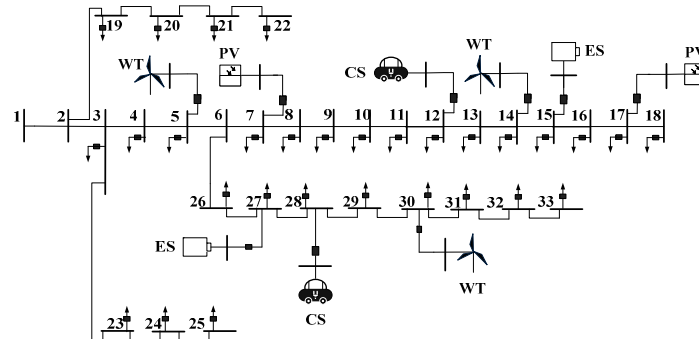 19 20 21 22
WT PV CS WT ES PV
1 2 3 4 5 6 7 8 9 10 11 12 13 14 15 16 17 18
26 27 28 29 30 31 32 33
ES
WT
CS
23 24 25